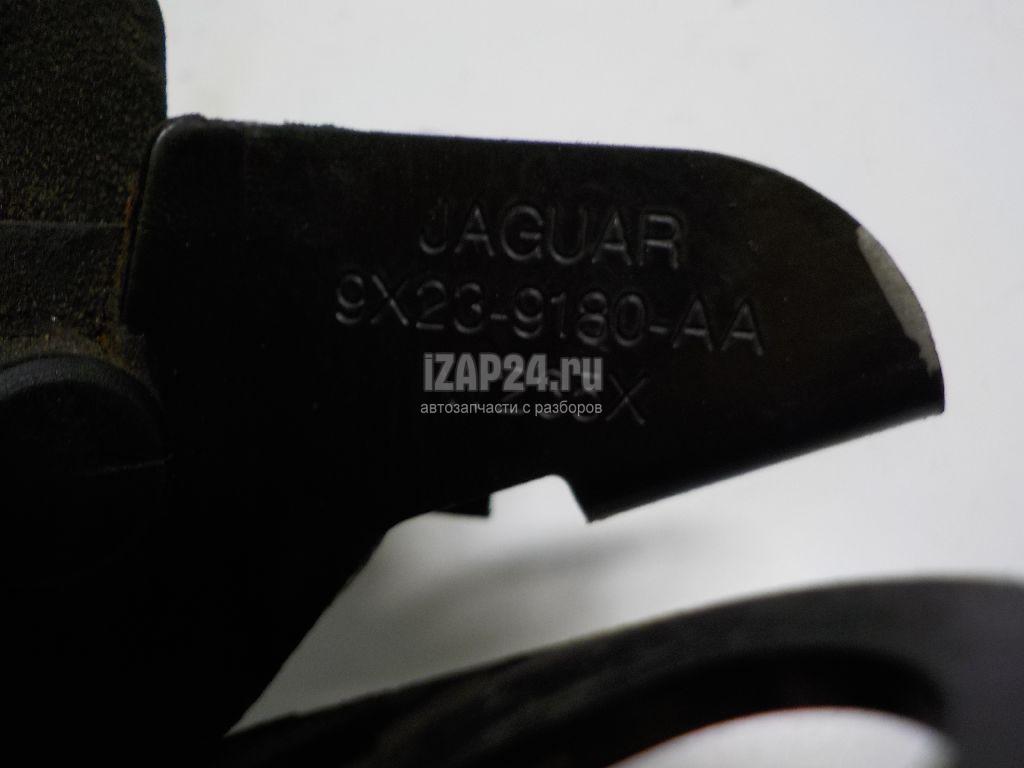 JAGUAR
9X23-9180-AA
iZAP24.ru
автозапчасти с разборов